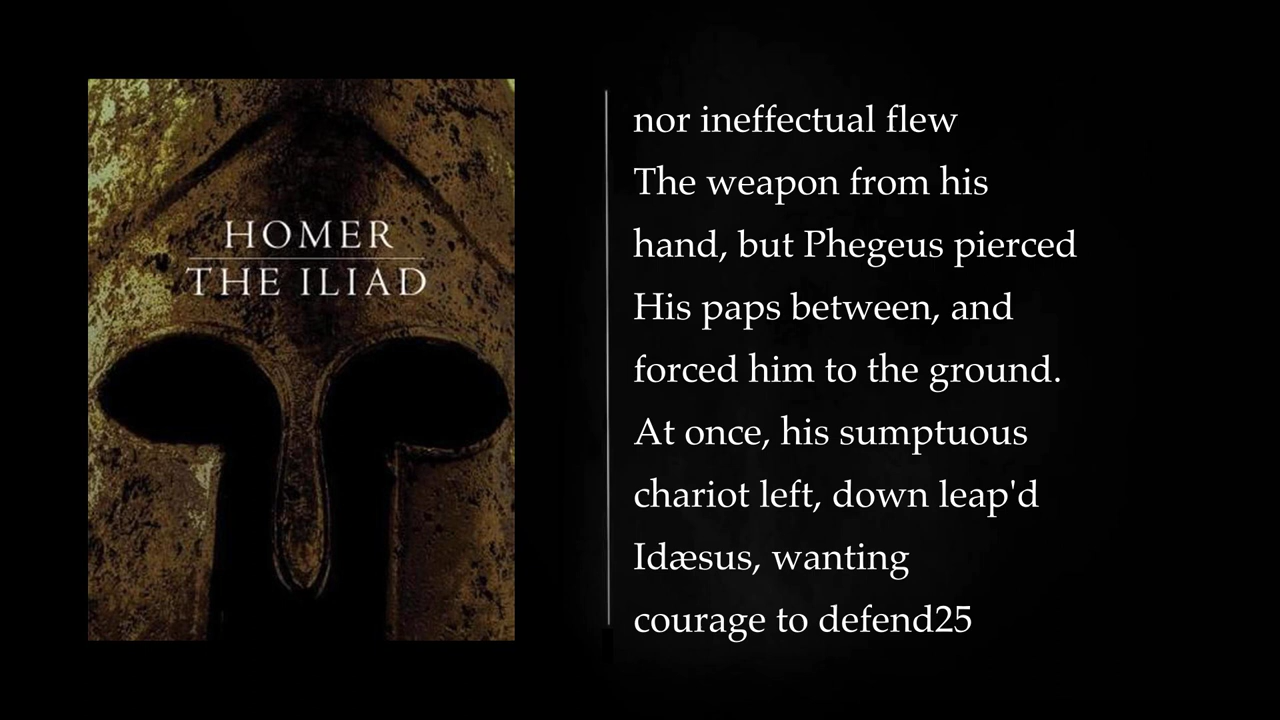 HOMER
THE ILIAD
nor ineffectual flew
The weapon from his
hand, but Phegeus pierced
His paps between, and
forced him to the ground.
At once, his sumptuous
chariot left, down leap'd
Idæsus, wanting
courage to defend25